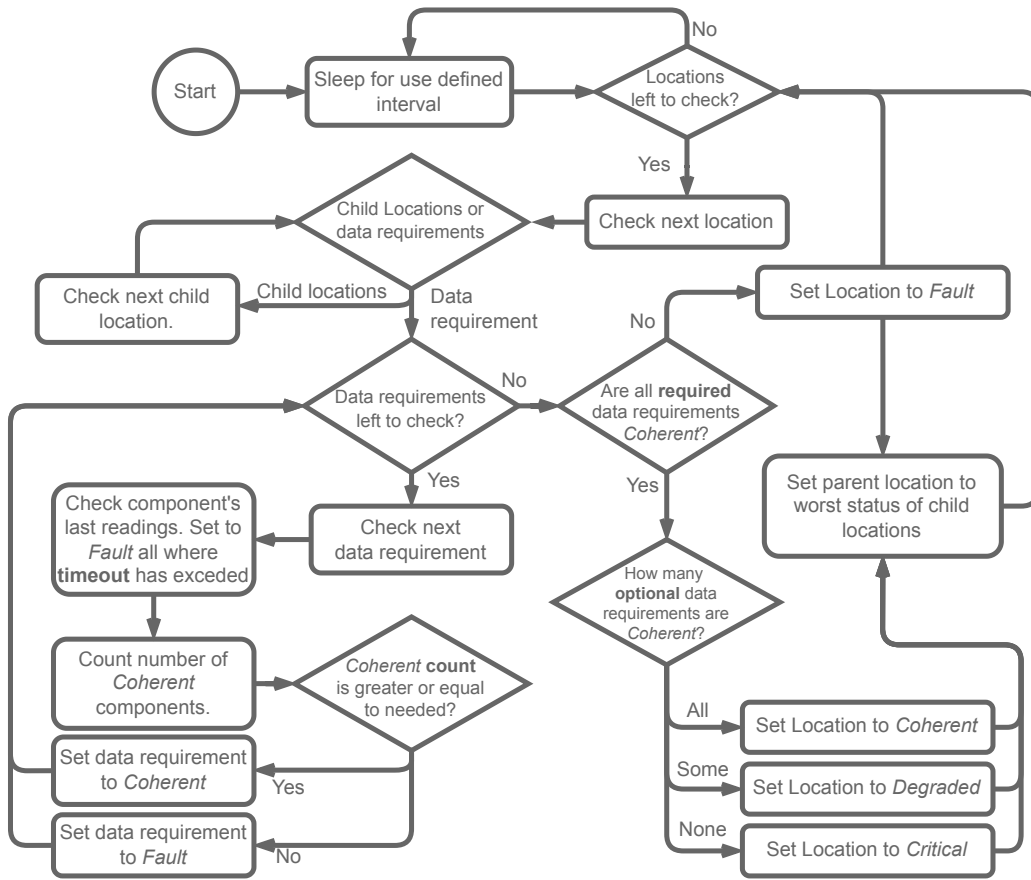 No
Start
Sleep for use defined
interval
Locations
left to check?
Yes
Child Locations or
data requirements
Check next location
Check next child
location.
Child locations
Data
requirement
No
Set Location to Fault
Data requirements
left to check?
No
Are all required
data requirements
Coherent?
Yes
Yes
Set parent location to
worst status of child
locations
Check component's
last readings. Set to
Fault all where
timeout has exceded
Check next
data requirement
How many
optional data
requirements are
Coherent?
Count number of
Coherent
components.
Coherent count
is greater or equal
to needed?
All
Set Location to Coherent
Set data requirement
to Coherent
Yes
Some
Set Location to Degraded
Set data requirement
to Fault
No
None
Set Location to Critical